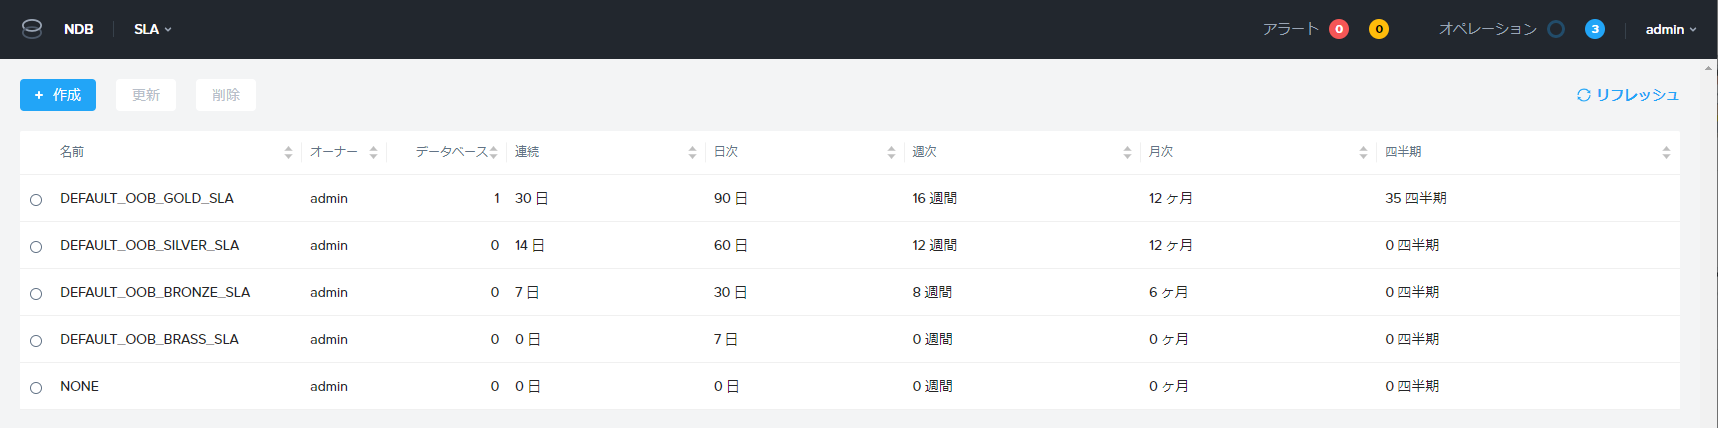 NDB SLA アラート 0 0 オペレーション 3 admin
+ 作成 更新 削除 リフレッシュ
名前 オーナー データベース 連続 日次 週次 月次 四半期
DEFAULT_OOB_GOLD_SLA admin 1 30 日 90 日 16 週間 12 ヶ月 35 四半期
DEFAULT_OOB_SILVER_SLA admin 0 14 日 60 日 12 週間 12 ヶ月 0 四半期
DEFAULT_OOB_BRONZE_SLA admin 0 7 日 30 日 8 週間 6 ヶ月 0 四半期
DEFAULT_OOB_BRASS_SLA admin 0 0 日 7 日 0 週間 0 ヶ月 0 四半期
NONE admin 0 0 日 0 日 0 週間 0 ヶ月 0 四半期